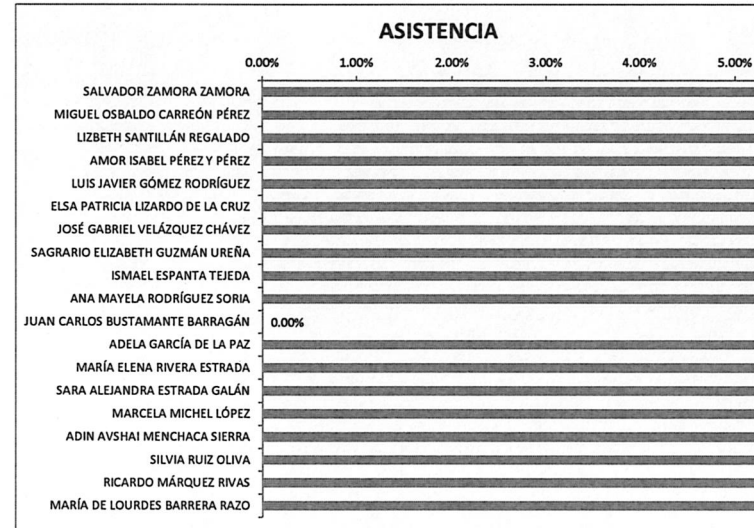 ASISTENCIA
0.00% 1.00% 2.00% 3.00% 4.00% 5.00%
SALVADOR ZAMORA ZAMORA
MIGUEL OSBALDO CARREÓN PÉREZ
LIZBETH SANTILLÁN REGALADO
AMOR ISABEL PÉREZ Y PÉREZ
LUIS JAVIER GÓMEZ RODRÍGUEZ
ELSA PATRICIA LIZARDO DE LA CRUZ
JOSÉ GABRIEL VELÁZQUEZ CHÁVEZ
SAGRARIO ELIZABETH GUZMÁN UREÑA
ISMAEL ESPANTA TEJEDA
ANA MAYELA RODRÍGUEZ SORIA
JUAN CARLOS BUSTAMANTE BARRAGÁN 0.00%
ADELA GARCÍA DE LA PAZ
MARÍA ELENA RIVERA ESTRADA
SARA ALEJANDRA ESTRADA GALÁN
MARCELA MICHEL LÓPEZ
ADIN AVSHAI MENCHACA SIERRA
SILVIA RUIZ OLIVA
RICARDO MÁRQUEZ RIVAS
MARÍA DE LOURDES BARRERA RAZO